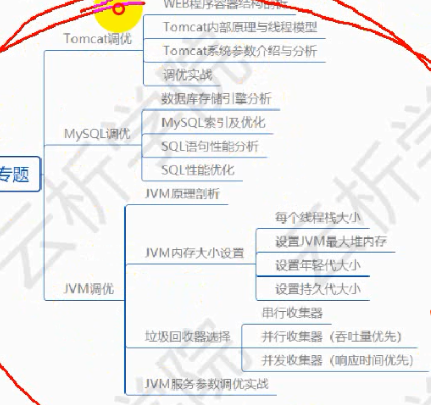 WEB程序容器结构剖析
Tomcat调优
Tomcat内部原理与线程模型
Tomcat系统参数介绍与分析
调优实战
数据库存储引擎分析
MySQL调优
MySQL索引及优化
SQL语句性能分析
SQL性能优化
专题
JVM原理剖析
每个线程栈大小
JVM内存大小设置
设置JVM最大堆内存
设置年轻代大小
设置持久代大小
JVM调优
串行收集器
垃圾回收器选择
并行收集器（吞吐量优先）
并发收集器（响应时间优先）
JVM服务参数调优实战
云析学院